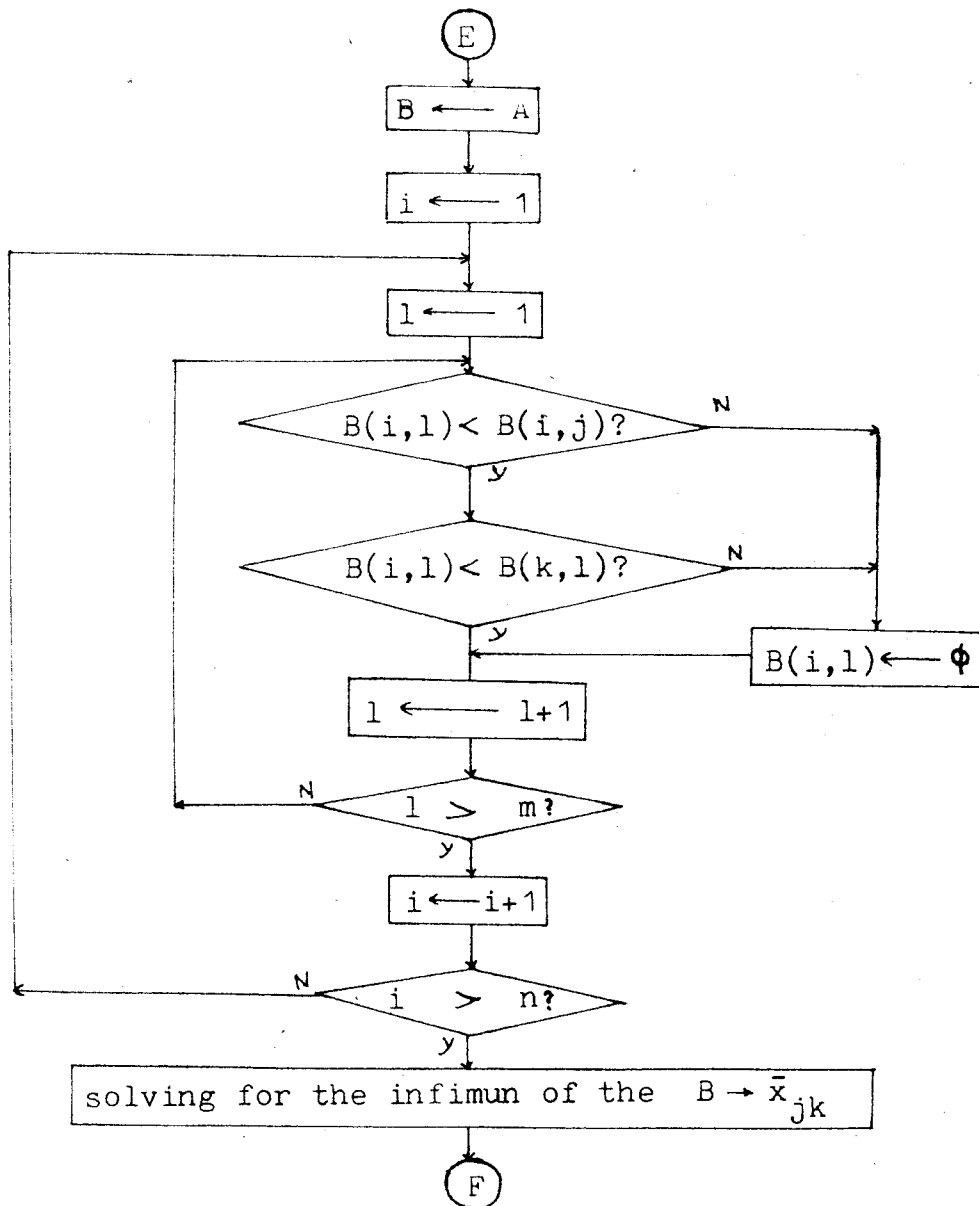 E
B ← A
i ← 1
l ← 1
B(i,l) < B(i,j)?
N
y
B(i,l) < B(k,l)?
N
y
B(i,l) ← ϕ
l ← l+1
l > m?
N
y
i ← i+1
i > n?
N
y
solving for the infimun of the B → x̄jk
F